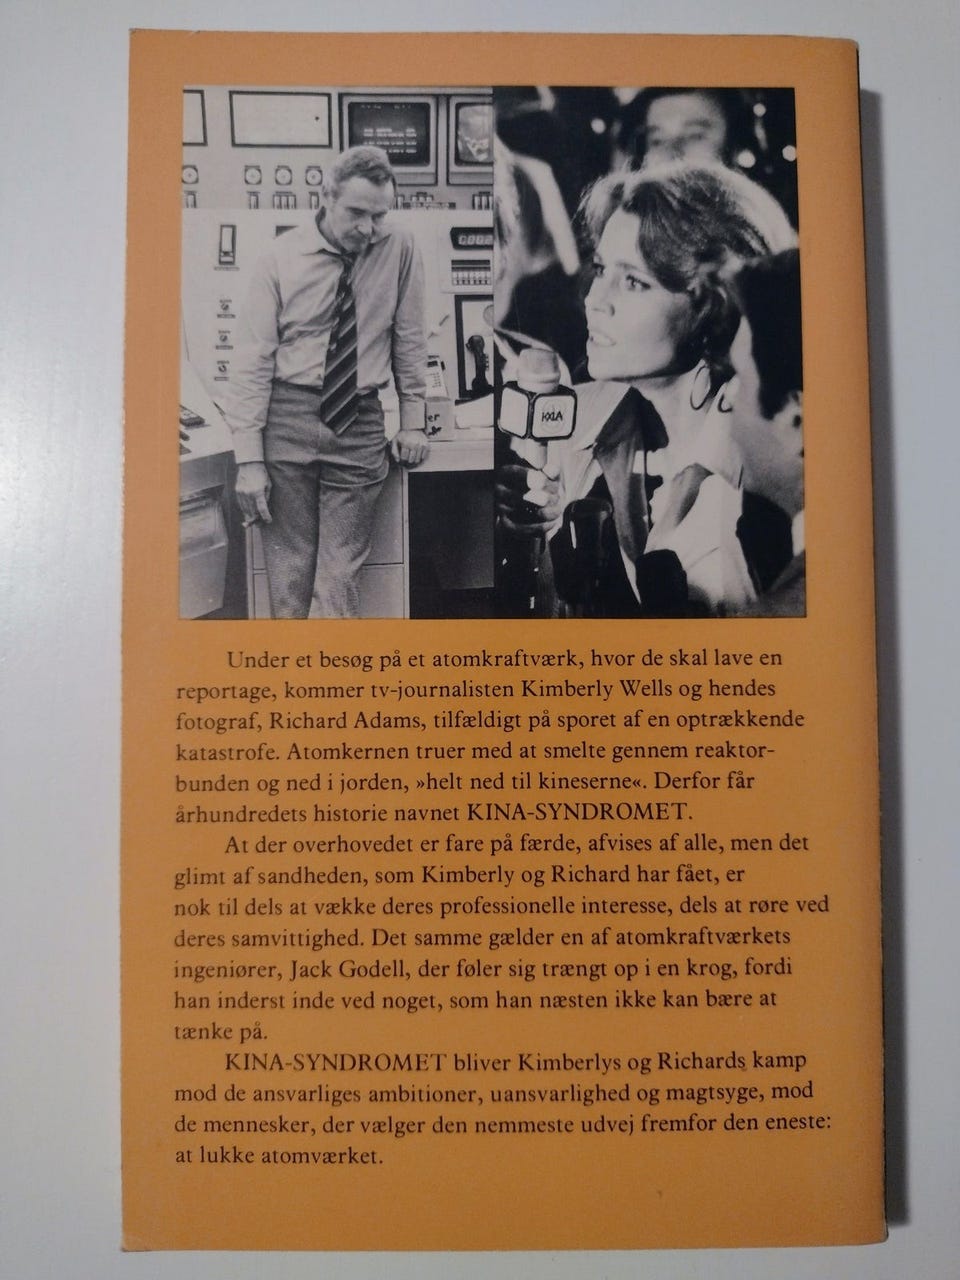 KXLA
Under et besøg på et atomkraftværk, hvor de skal lave en
reportage, kommer tv-journalisten Kimberly Wells og hendes
fotograf, Richard Adams, tilfældigt på sporet af en optrækkende
katastrofe. Atomkernen truer med at smelte gennem reaktor-
bunden og ned i jorden, »helt ned til kineserne«. Derfor får
århundredets historie navnet KINA-SYNDROMET.
At der overhovedet er fare på færde, afvises af alle, men det
glimt af sandheden, som Kimberly og Richard har fået, er
nok til dels at vække deres professionelle interesse, dels at røre ved
deres samvittighed. Det samme gælder en af atomkraftværkets
ingeniører, Jack Godell, der føler sig trængt op i en krog, fordi
han inderst inde ved noget, som han næsten ikke kan bære at
tænke på.
KINA-SYNDROMET bliver Kimberlys og Richards kamp
mod de ansvarliges ambitioner, uansvarlighed og magtsyge, mod
de mennesker, der vælger den nemmeste udvej fremfor den eneste:
at lukke atomværket.